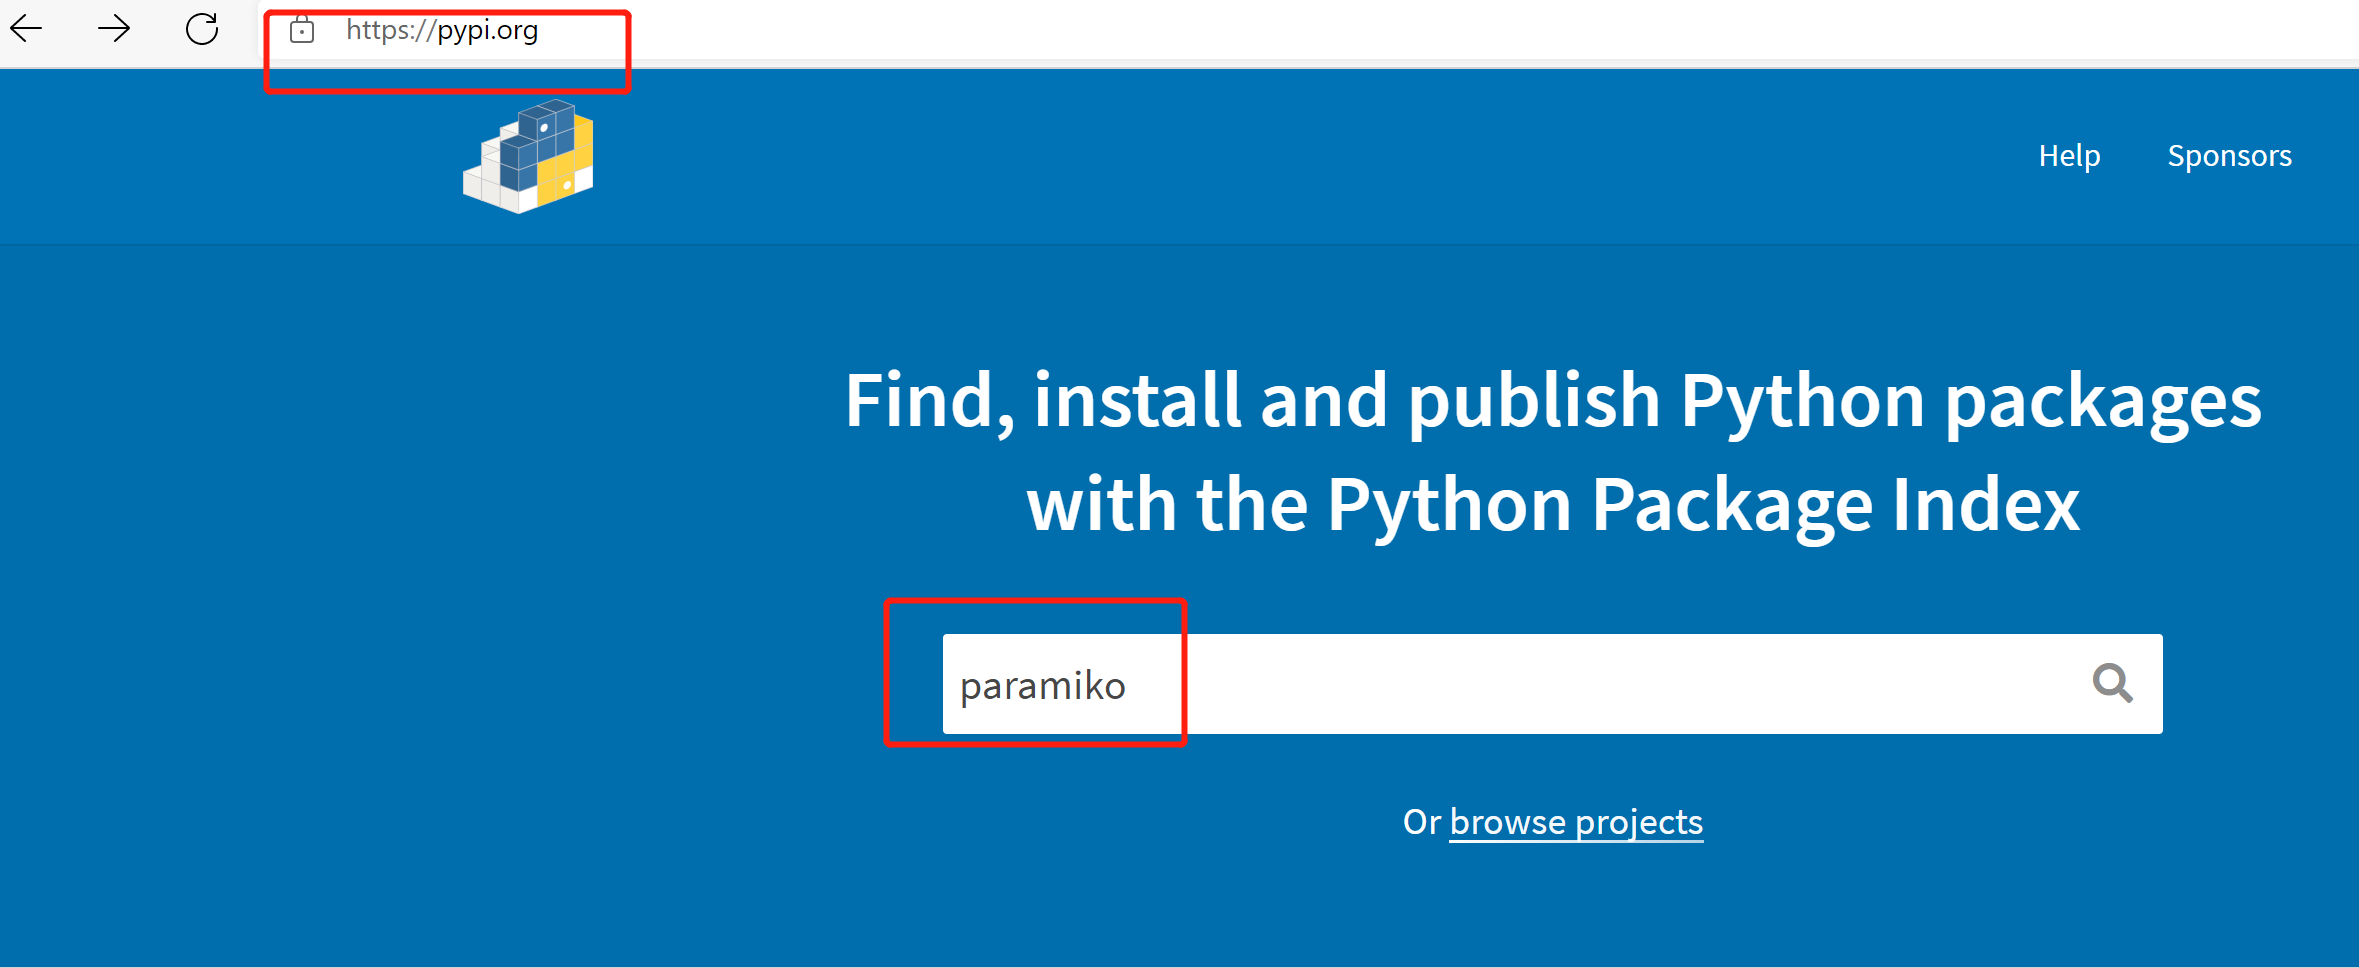 https://pypi.org
Help
Sponsors
Find, install and publish Python packages
with the Python Package Index
paramiko
Or browse projects